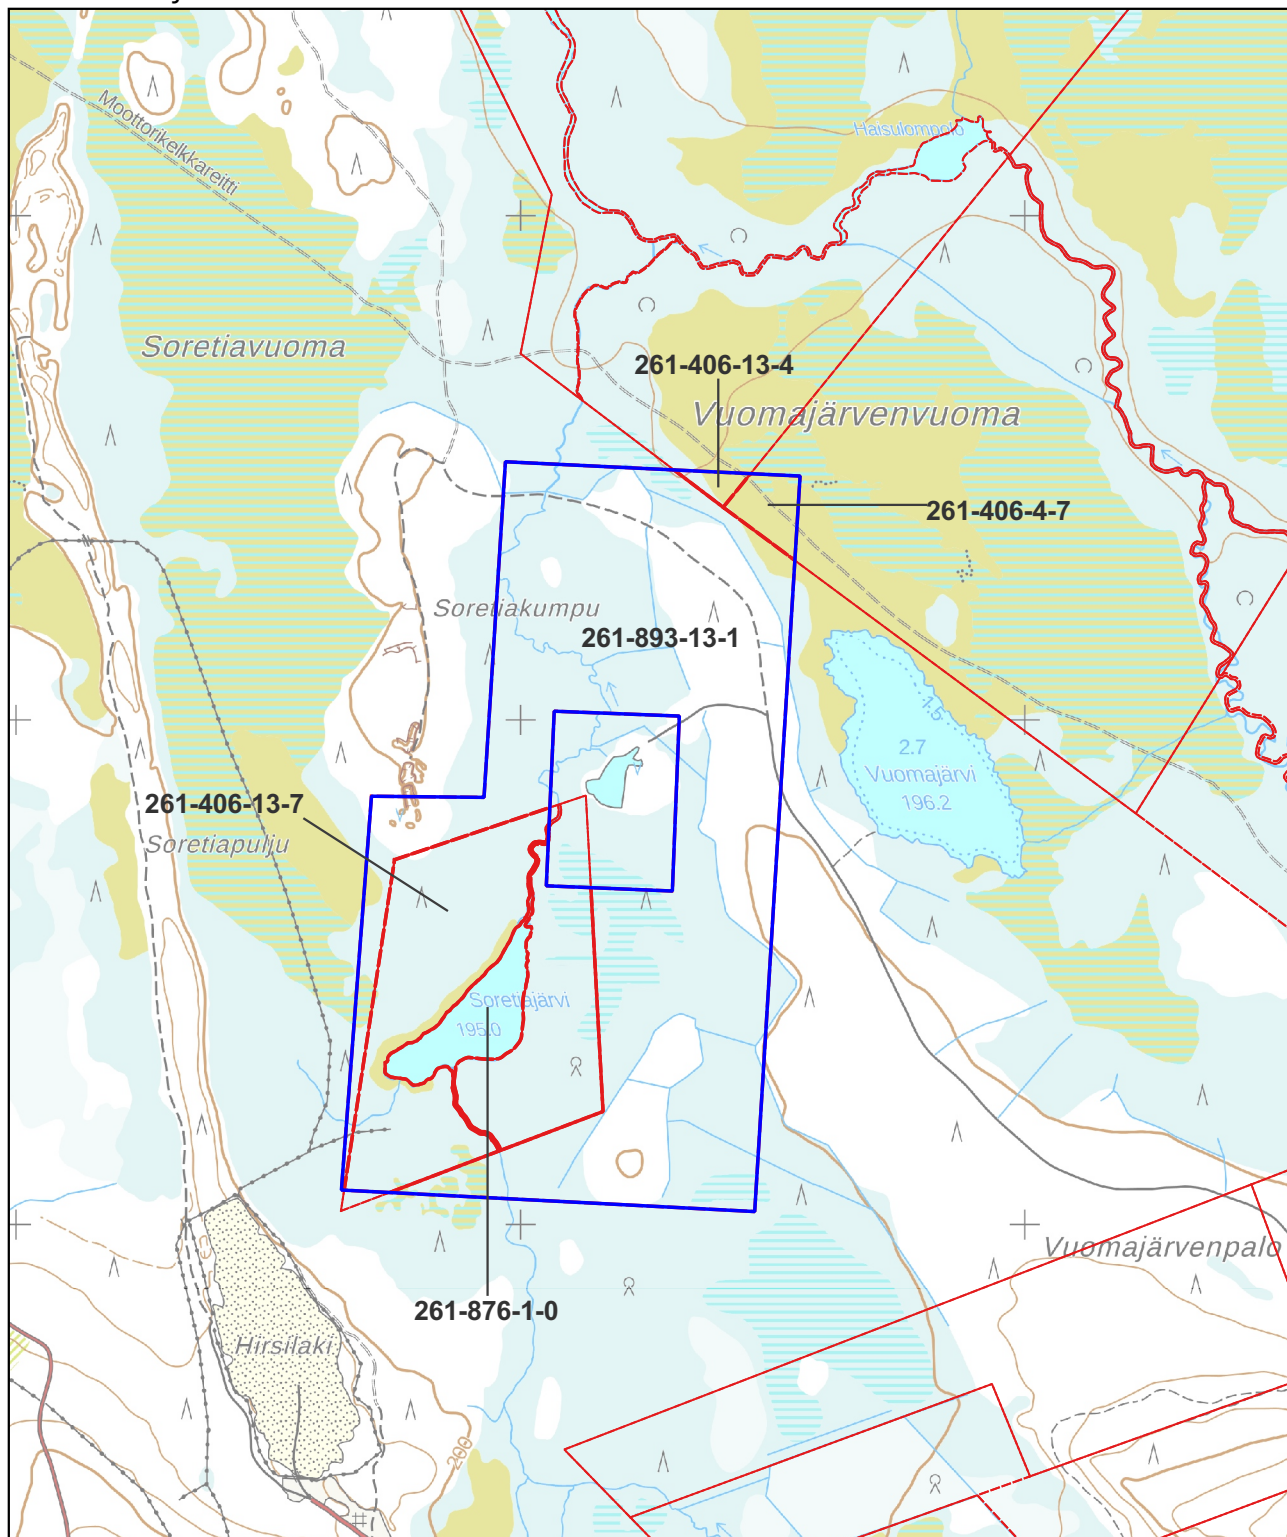 Moottorikelkkareitti
Haisulompolo
Soretiavuoma
261-406-13-4
Vuomajärvenvuoma
261-406-4-7
Soretiakumpu
261-893-13-1
1.5
2.7
Vuomajärvi
196.2
261-406-13-7
Soretiapulju
Soretiajärvi
195.0
Vuomajärvenpalo
261-876-1-0
Hirsilaki
200